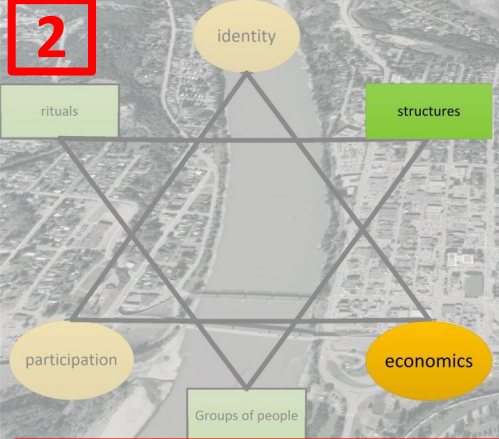 2
identity
rituals
structures
participation
economics
Groups of people